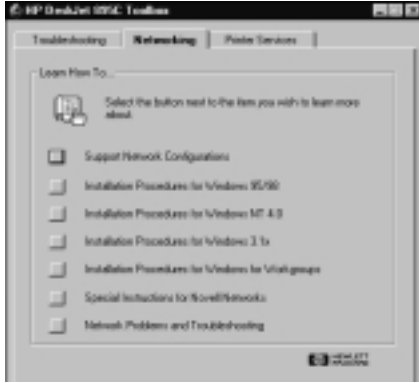 HP DeskJet 895C Toolbox
Troubleshooting Networking Printer Services
Learn How To...
Select the button next to the item you wish to learn more
about.
Support Network Configurations
Installation Procedures for Windows 95/98
Installation Procedures for Windows NT 4.0
Installation Procedures for Windows 3.1x
Installation Procedures for Windows for Workgroups
Special Instructions for Novell Networks
Network Problems and Troubleshooting
HEWLETT
PACKARD